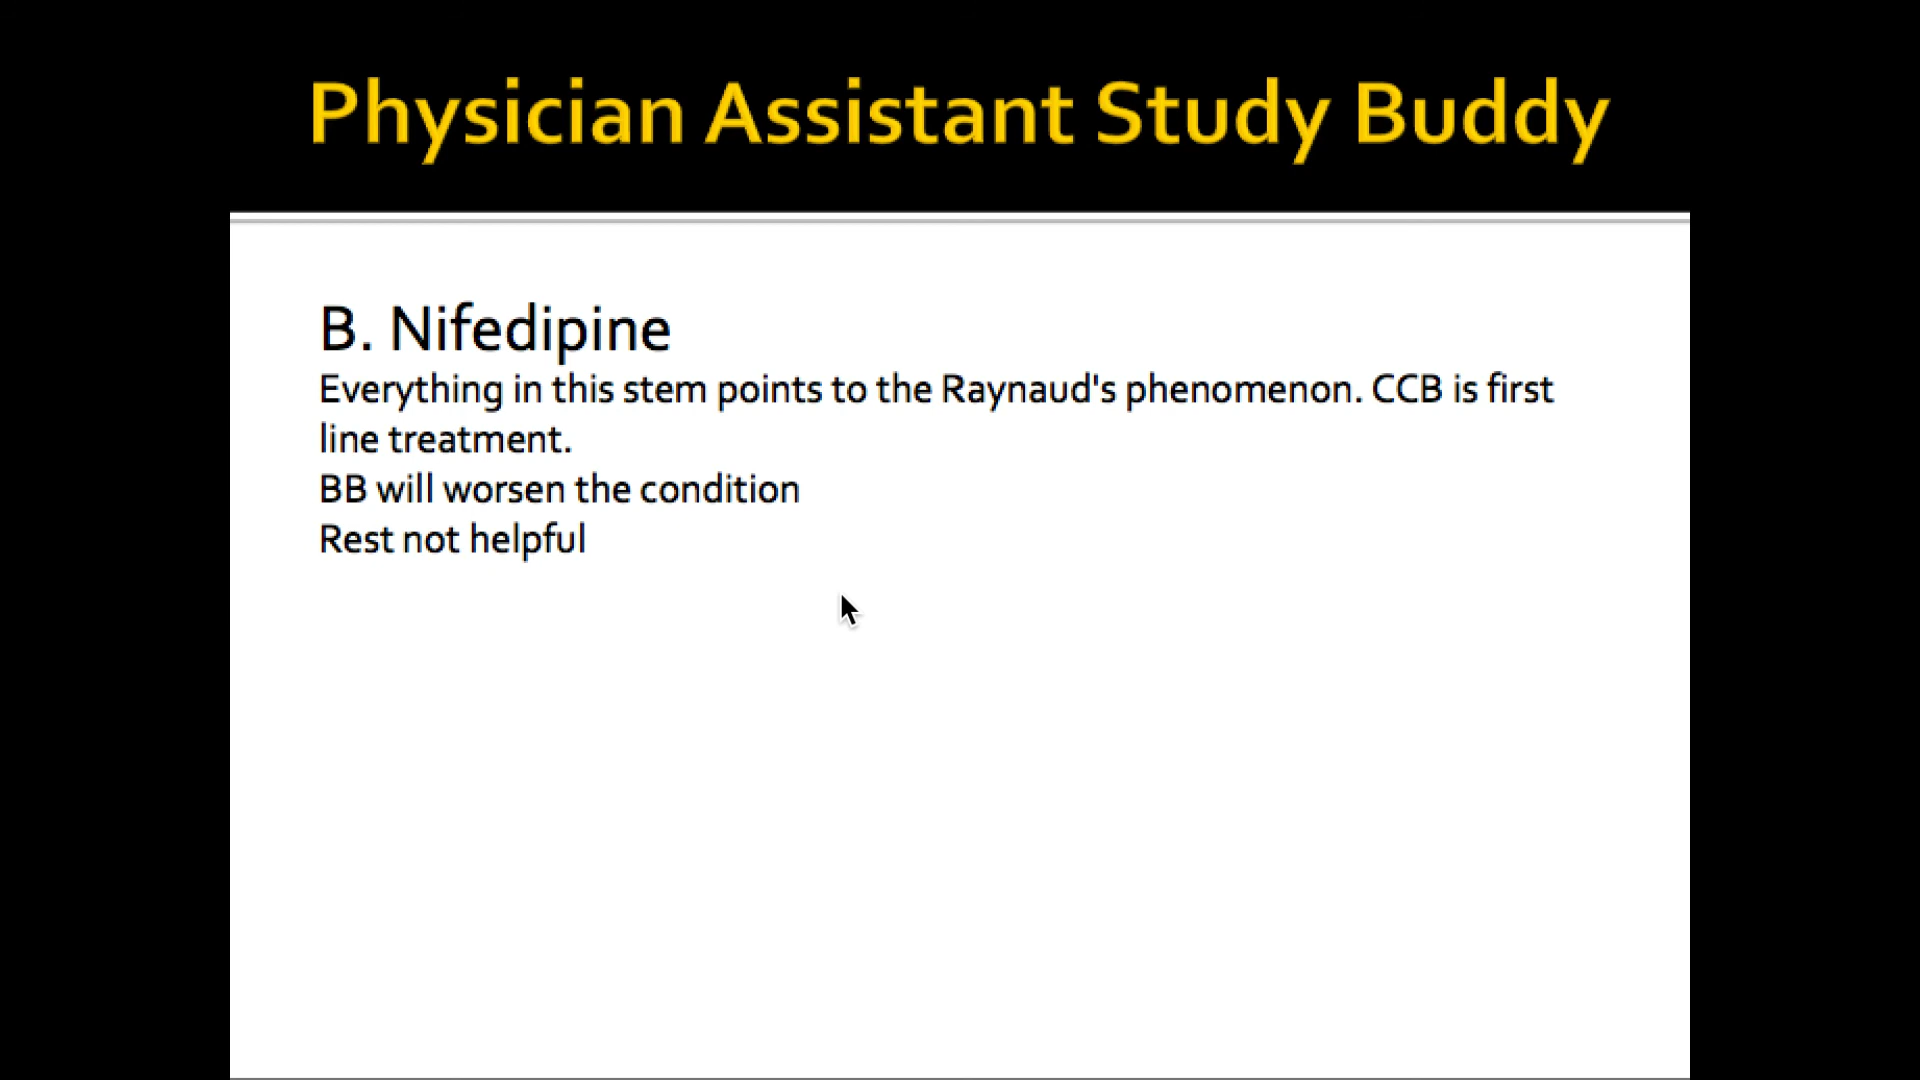 Physician Assistant Study Buddy
B. Nifedipine
Everything in this stem points to the Raynaud's phenomenon. CCB is first
line treatment.
BB will worsen the condition
Rest not helpful